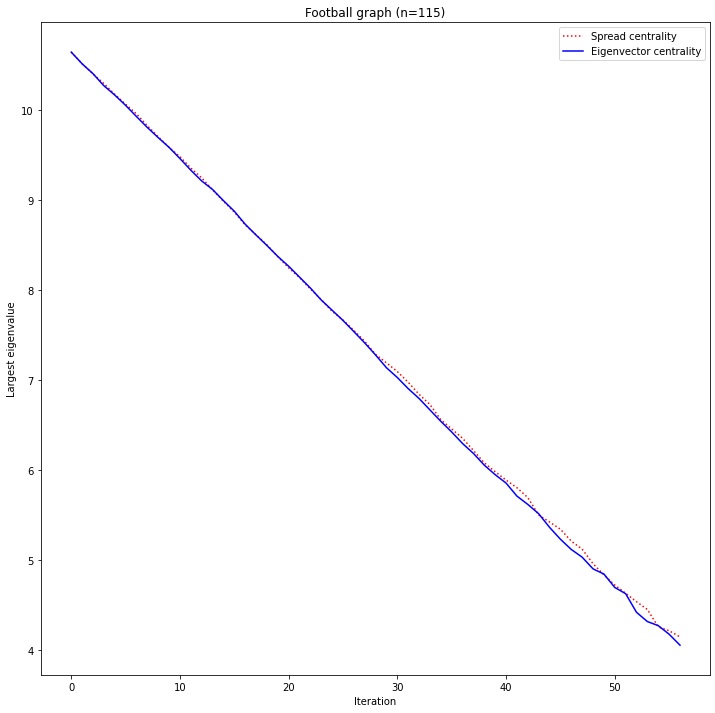 Football graph (n=115)
Spread centrality
Eigenvector centrality
Largest eigenvalue
10
9
8
7
6
5
4
0 10 20 30 40 50
Iteration